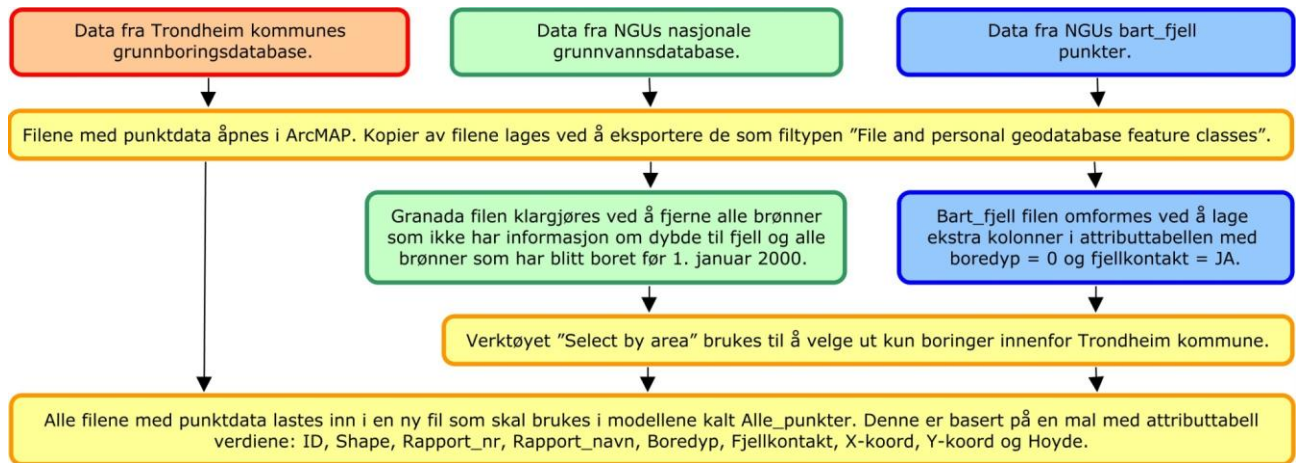 Data fra Trondheim kommunes
grunnboringsdatabase.
Data fra NGUs nasjonale
grunnvannsdatabase.
Data fra NGUs bart_fjell
punkter.
Filene med punktdata åpnes i ArcMAP. Kopier av filene lages ved å eksportere de som filtypen ”File and personal geodatabase feature classes”.
Granada filen klargjøres ved å fjerne alle brønner
som ikke har informasjon om dybde til fjell og alle
brønner som har blitt boret før 1. januar 2000.
Bart_fjell filen omformes ved å lage
ekstra kolonner i attributtabellen med
boredyp = 0 og fjellkontakt = JA.
Verktøyet ”Select by area” brukes til å velge ut kun boringer innenfor Trondheim kommune.
Alle filene med punktdata lastes inn i en ny fil som skal brukes i modellene kalt Alle_punkter. Denne er basert på en mal med attributtabell
verdiene: ID, Shape, Rapport_nr, Rapport_navn, Boredyp, Fjellkontakt, X-koord, Y-koord og Hoyde.